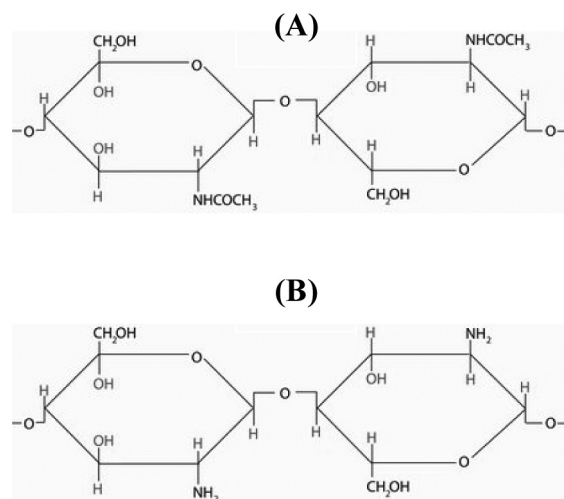 (A)
CH₂OH H NHCOCH₃
O
OH OH H
H O H
O H H O
OH H H
H NHCOCH₃ CH₂OH O
(B)
CH₂OH H NH₂
O
OH OH H
H O H
O H H O
OH H H
H NH₂ CH₂OH O